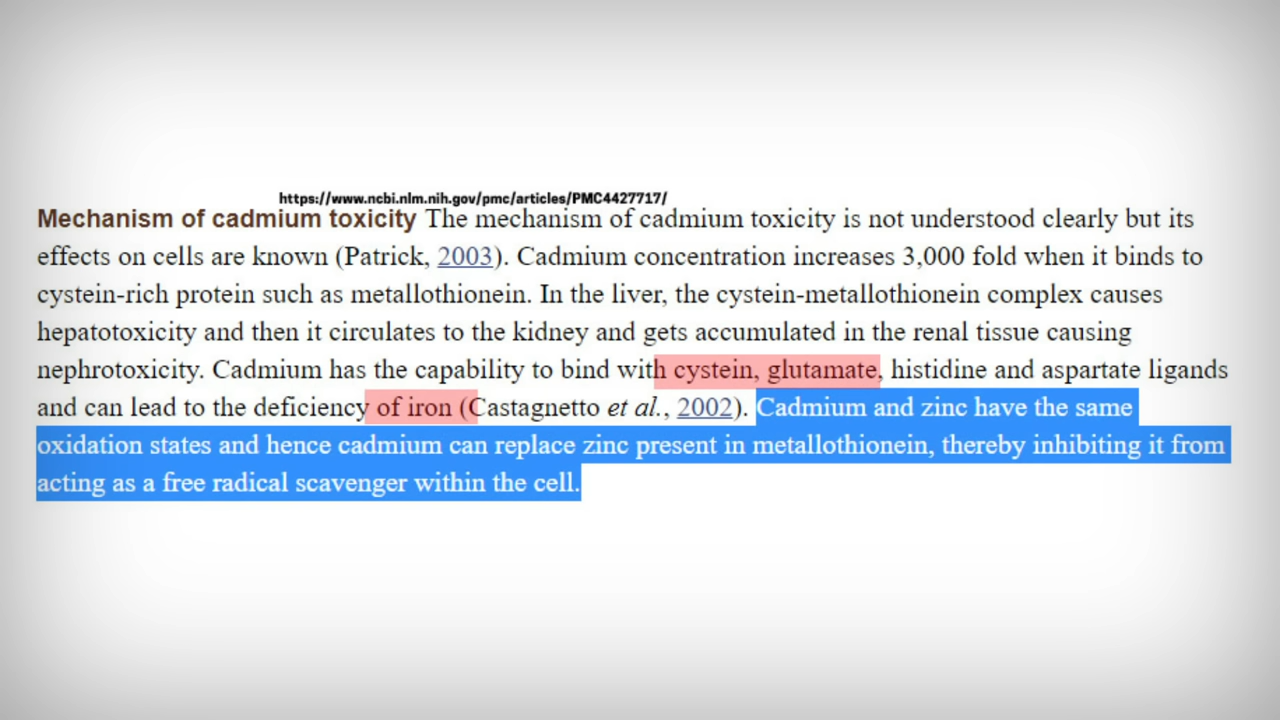 https://www.ncbi.nlm.nih.gov/pmc/articles/PMC4427717/
Mechanism of cadmium toxicity The mechanism of cadmium toxicity is not understood clearly but its
effects on cells are known (Patrick, 2003). Cadmium concentration increases 3,000 fold when it binds to
cystein-rich protein such as metallothionein. In the liver, the cystein-metallothionein complex causes
hepatotoxicity and then it circulates to the kidney and gets accumulated in the renal tissue causing
nephrotoxicity. Cadmium has the capability to bind with cystein, glutamate, histidine and aspartate ligands
and can lead to the deficiency of iron (Castagnetto et al., 2002). Cadmium and zinc have the same
oxidation states and hence cadmium can replace zinc present in metallothionein, thereby inhibiting it from
acting as a free radical scavenger within the cell.